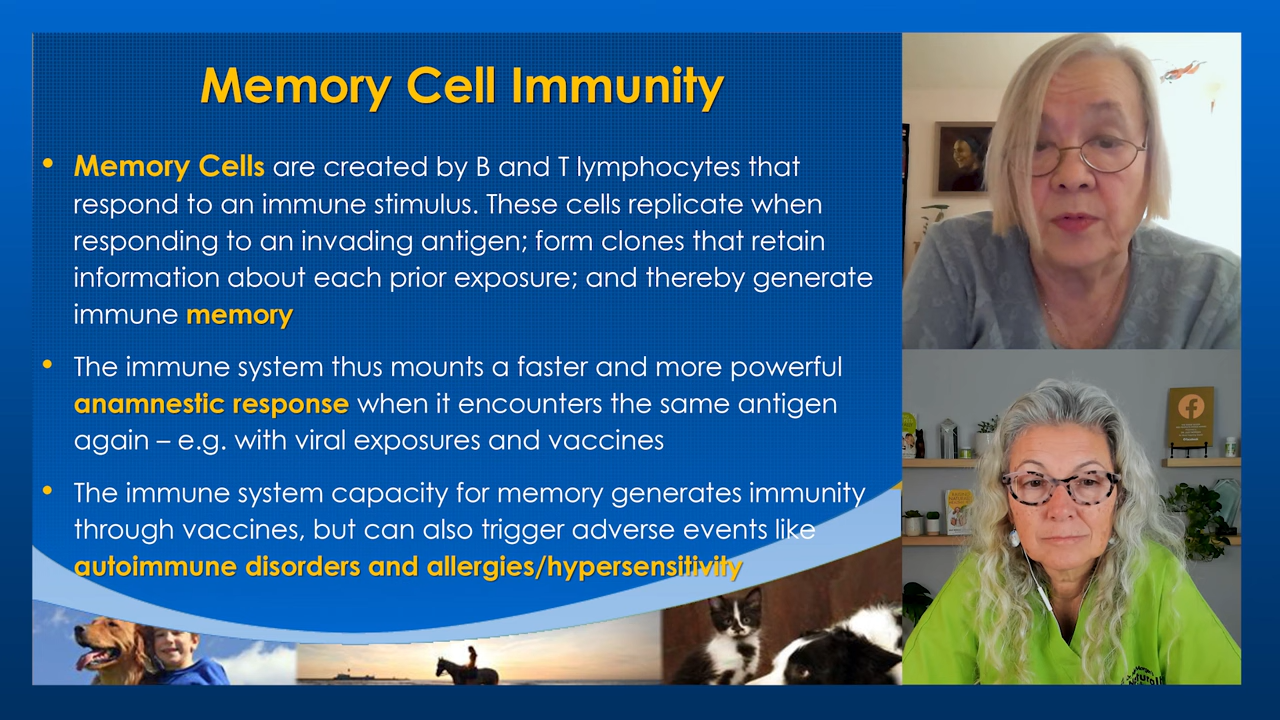 Memory Cell Immunity
• Memory Cells are created by B and T lymphocytes that
respond to an immune stimulus. These cells replicate when
responding to an invading antigen; form clones that retain
information about each prior exposure; and thereby generate
immune memory
• The immune system thus mounts a faster and more powerful
anamnestic response when it encounters the same antigen
again – e.g. with viral exposures and vaccines
• The immune system capacity for memory generates immunity
through vaccines, but can also trigger adverse events like
autoimmune disorders and allergies/hypersensitivity